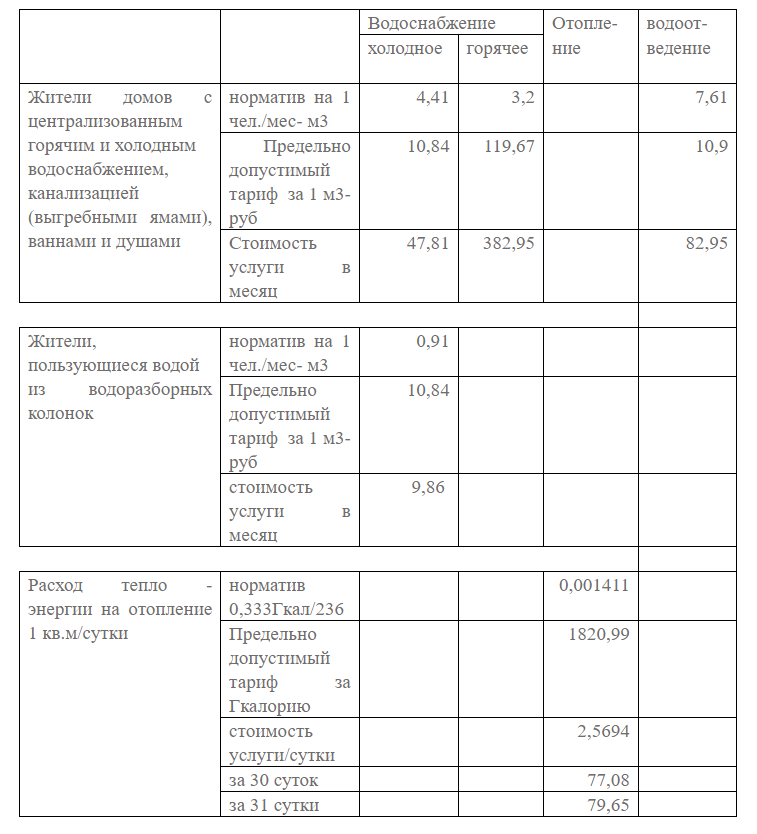 Водоснабжение Отопле- водоот-
холодное горячее ние ведение
Жители домов с норматив на 1 4,41 3,2 7,61
централизованным чел./мес- м3
горячим и холодным Предельно 10,84 119,67 10,9
водоснабжением, допустимый
канализацией тариф за 1 м3-
(выгребными ямами), руб
ваннами и душами Стоимость 47,81 382,95 82,95
услуги в
месяц
Жители, норматив на 1 0,91
пользующиеся водой чел./мес- м3
из водоразборных Предельно 10,84
колонок допустимый
тариф за 1 м3-
руб
стоимость 9,86
услуги в
месяц
Расход тепло - норматив 0,001411
энергии на отопление 0,333Гкал/236
1 кв.м/сутки Предельно 1820,99
допустимый
тариф за
Гкалорию
стоимость 2,5694
услуги/сутки
за 30 суток 77,08
за 31 сутки 79,65